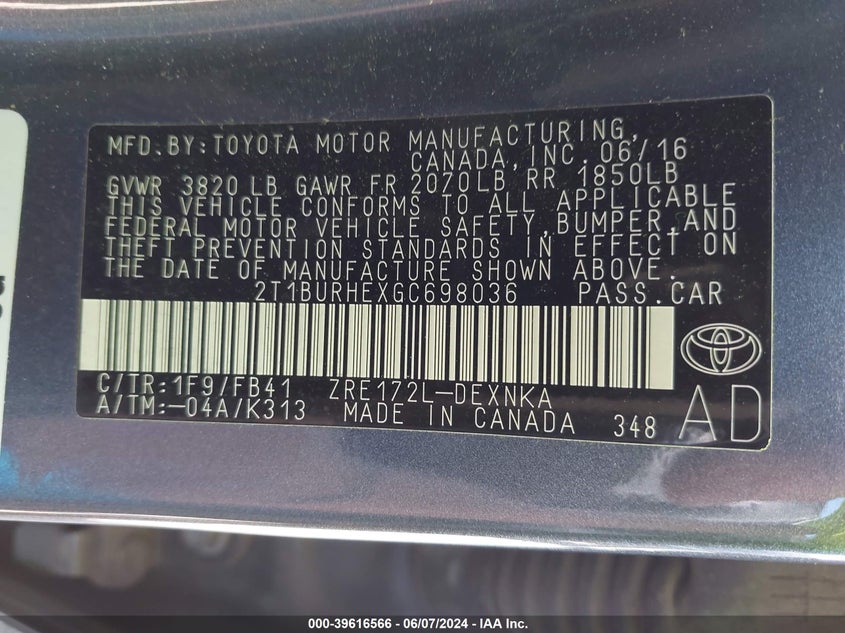 MFD. BY: TOYOTA MOTOR MANUFACTURING,
CANADA, INC. 06/16
GVWR 3820 LB GAWR FR 2070LB RR 1850LB
THIS VEHICLE CONFORMS TO ALL APPLICABLE
FEDERAL MOTOR VEHICLE SAFETY, BUMPER, AND
THEFT PREVENTION STANDARDS IN EFFECT ON
THE DATE OF MANUFACTURE SHOWN ABOVE.
2T1BURHEXGC698036 PASS. CAR
C/TR: 1F9/FB41 ZRE172L-DEXNKA
A/TM: -04A/K313 MADE IN CANADA 348 AD
000-39616566 - 06/07/2024 - IAA Inc.